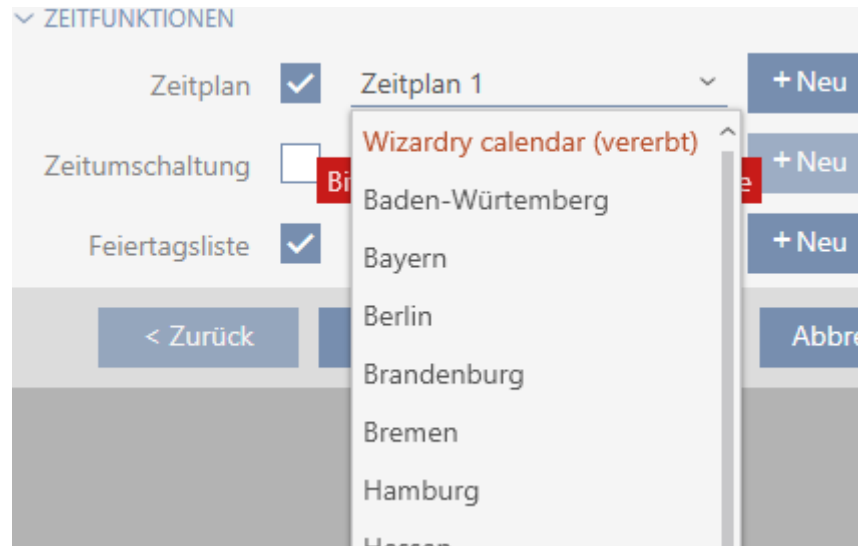 ZEITFUNKTIONEN
Zeitplan Zeitplan 1 + Neu
Wizardry calendar (vererbt)
Zeitumschaltung + Neu
Baden-Würtemberg
Feiertagsliste + Neu
Bayern
Berlin
< Zurück Abbre
Brandenburg
Bremen
Hamburg